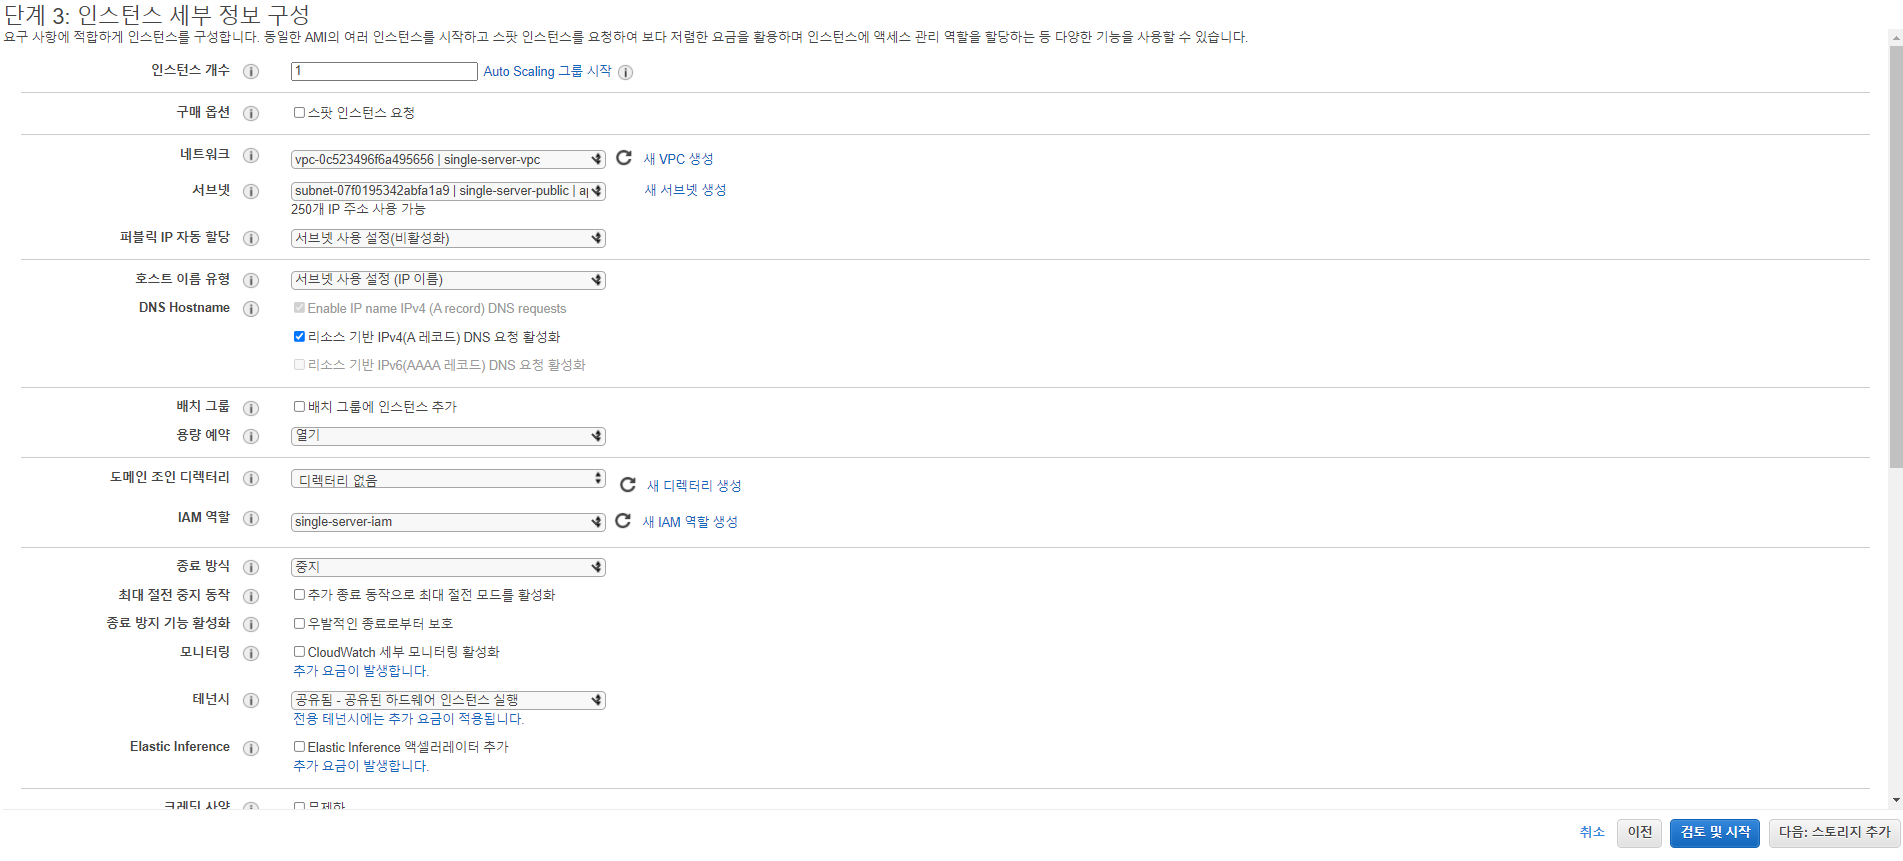 단계 3: 인스턴스 세부 정보 구성
요구 사항에 적합하게 인스턴스를 구성합니다. 동일한 AMI의 여러 인스턴스를 시작하고 스팟 인스턴스를 요청하여 보다 저렴한 요금을 활용하며 인스턴스에 액세스 관리 역할을 할당하는 등 다양한 기능을 사용할 수 있습니다.
인스턴스 개수 1 Auto Scaling 그룹 시작
구매 옵션 스팟 인스턴스 요청
네트워크 vpc-0c523496f6a495656 | single-server-vpc 새 VPC 생성
서브넷 subnet-07f0195342abfa1a9 | single-server-public | ap 새 서브넷 생성
250개 IP 주소 사용 가능
퍼블릭 IP 자동 할당 서브넷 사용 설정(비활성화)
호스트 이름 유형 서브넷 사용 설정 (IP 이름)
DNS Hostname Enable IP name IPv4 (A record) DNS requests
리소스 기반 IPv4(A 레코드) DNS 요청 활성화
리소스 기반 IPv6(AAAA 레코드) DNS 요청 활성화
배치 그룹 배치 그룹에 인스턴스 추가
용량 예약 열기
도메인 조인 디렉터리 디렉터리 없음 새 디렉터리 생성
IAM 역할 single-server-iam 새 IAM 역할 생성
종료 방식 중지
최대 절전 중지 동작 추가 종료 동작으로 최대 절전 모드를 활성화
종료 방지 기능 활성화 우발적인 종료로부터 보호
모니터링 CloudWatch 세부 모니터링 활성화
추가 요금이 발생합니다.
테넌시 공유됨 - 공유된 하드웨어 인스턴스 실행
전용 테넌시에는 추가 요금이 적용됩니다.
Elastic Inference Elastic Inference 액셀러레이터 추가
추가 요금이 발생합니다.
크레딧 사양 무제한
취소 이전 검토 및 시작 다음: 스토리지 추가